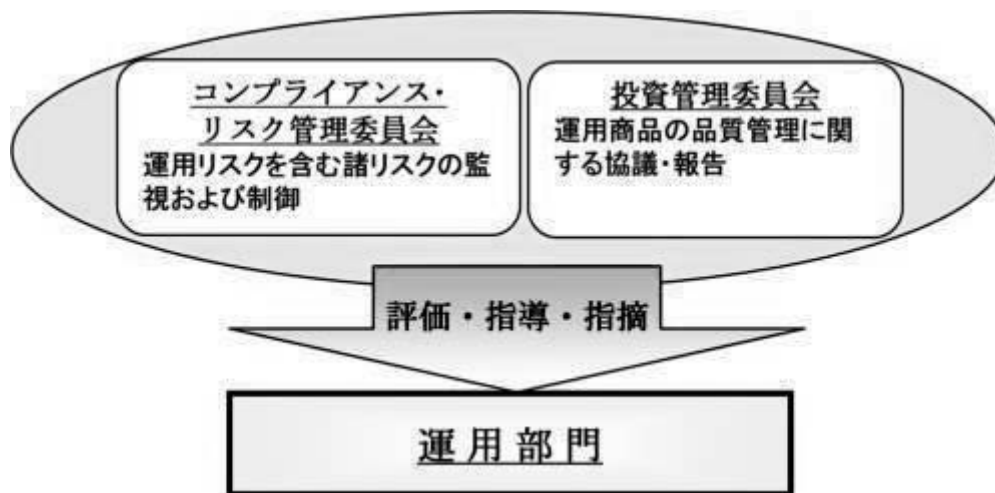 コンプライアンス・
リスク管理委員会
運用リスクを含む諸リスクの監
視および制御
投資管理委員会
運用商品の品質管理に関
する協議・報告
評価・指導・指摘
運用部門